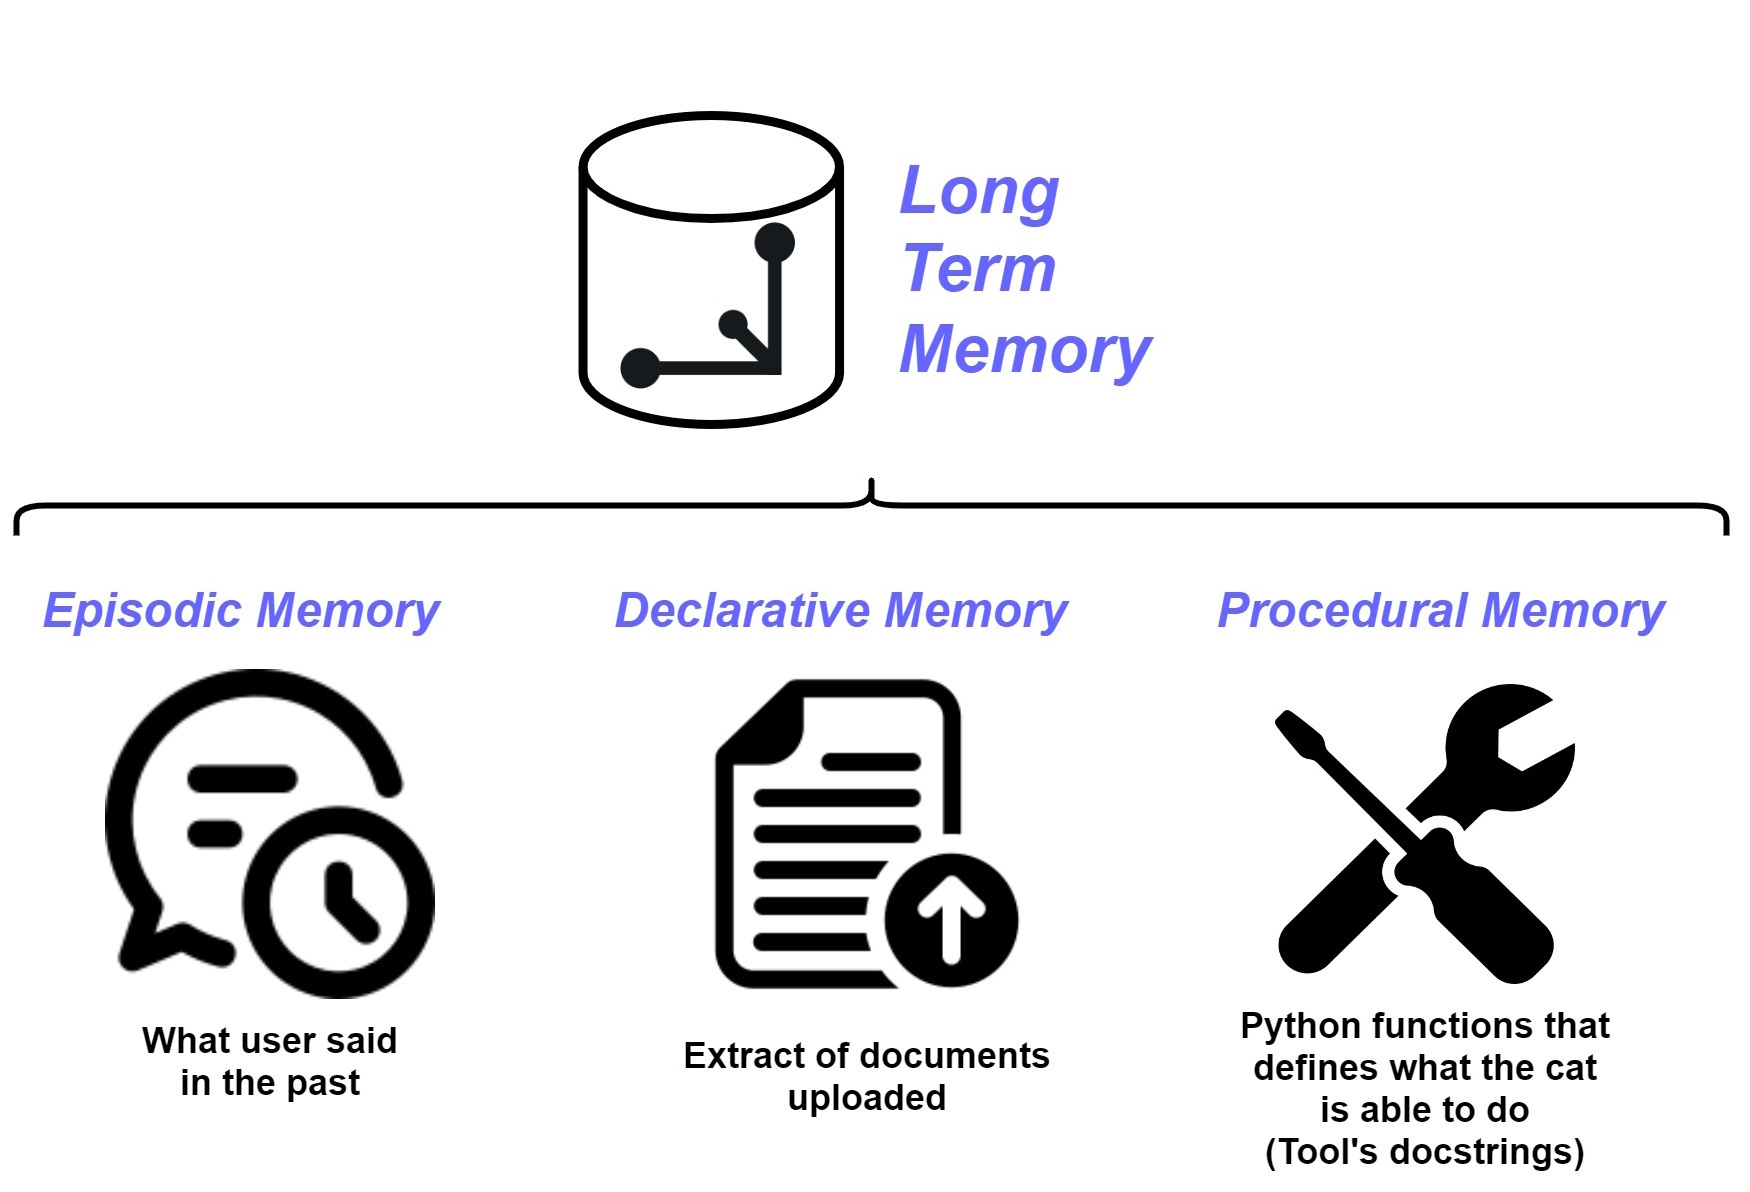 Long
Term
Memory
Episodic Memory
Declarative Memory
Procedural Memory
What user said
in the past
Extract of documents
uploaded
Python functions that
defines what the cat
is able to do
(Tool's docstrings)